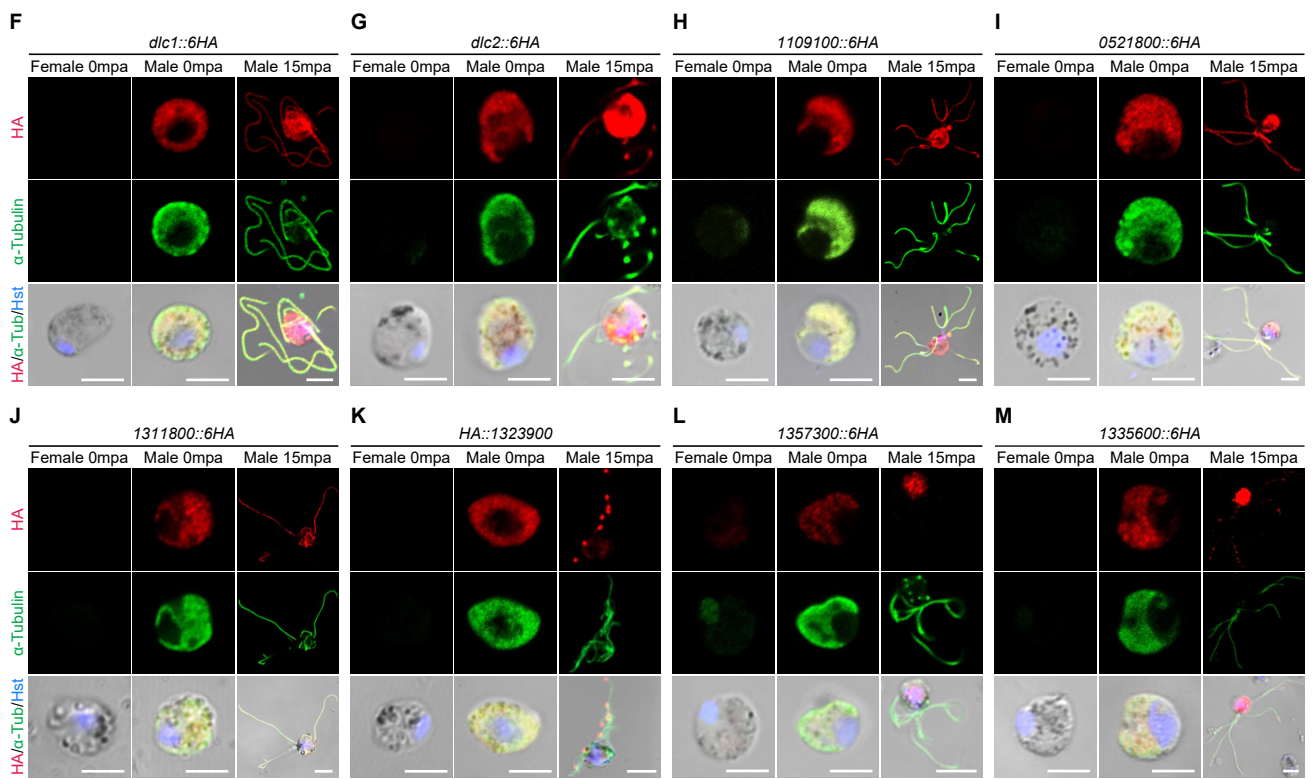 F
dlc1::6HA
Female 0mpa Male 0mpa Male 15mpa
HA
α-Tubulin
HA/α-Tub/Hst
G
dlc2::6HA
Female 0mpa Male 0mpa Male 15mpa
H
1109100::6HA
Female 0mpa Male 0mpa Male 15mpa
I
0521800::6HA
Female 0mpa Male 0mpa Male 15mpa
J
1311800::6HA
Female 0mpa Male 0mpa Male 15mpa
HA
α-Tubulin
HA/α-Tub/Hst
K
HA::1323900
Female 0mpa Male 0mpa Male 15mpa
L
1357300::6HA
Female 0mpa Male 0mpa Male 15mpa
M
1335600::6HA
Female 0mpa Male 0mpa Male 15mpa